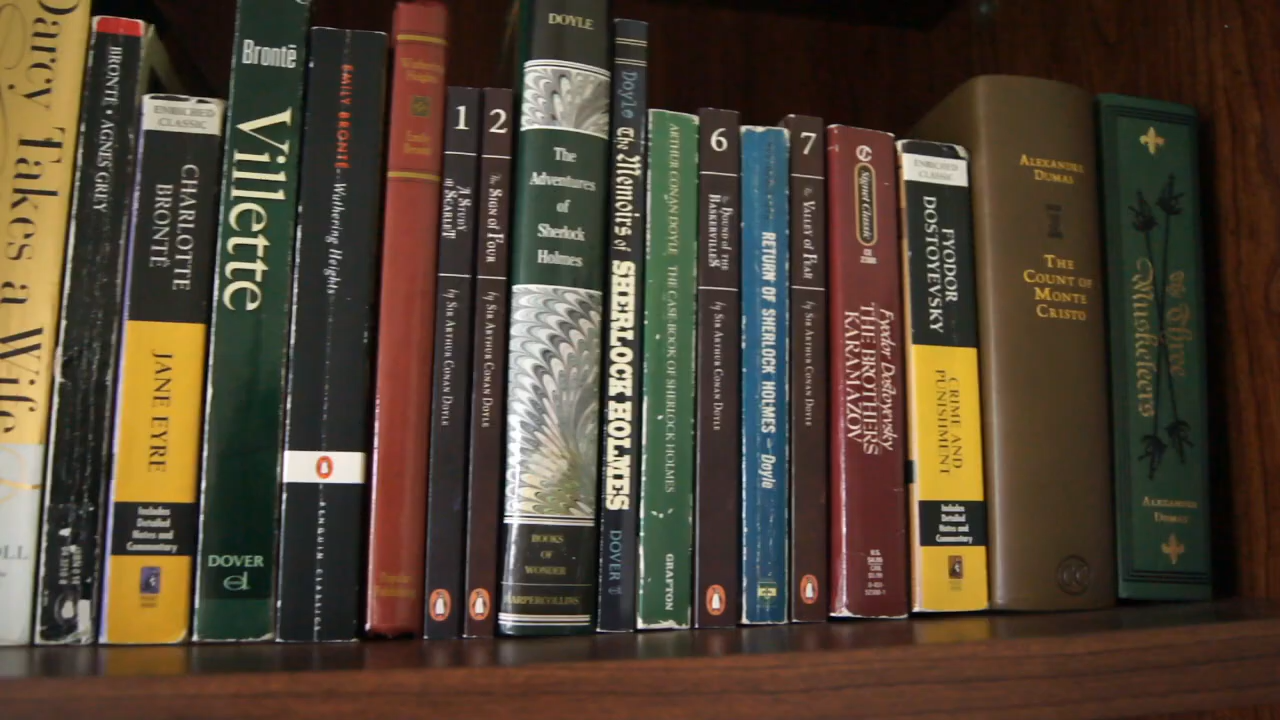 Darcy Takes a Wife
BRONTË • AGNES GREY
ENRICHED
CLASSIC
CHARLOTTE
BRONTË
JANE EYRE
Includes
Detailed
Notes and
Commentary
Brontë
Villette
DOVER
EMILY BRONTË
Wuthering Heights
PENGUIN CLASSICS
Wuthering
Heights
Emily
Brontë
1
A STUDY
IN SCARLET
by SIR ARTHUR CONAN DOYLE
2
The SIGN OF FOUR
by SIR ARTHUR CONAN DOYLE
DOYLE
The
Adventures
of
Sherlock
Holmes
BOOKS
OF
WONDER
HARPERCOLLINS
Doyle
The Memoirs of SHERLOCK HOLMES
DOVER
ARTHUR CONAN DOYLE THE CASE-BOOK OF SHERLOCK HOLMES
GRAFTON
6
The HOUND OF THE
BASKERVILLES
by SIR ARTHUR CONAN DOYLE
RETURN OF SHERLOCK HOLMES - Doyle
7
The VALLEY OF FEAR
by SIR ARTHUR CONAN DOYLE
Signet Classic
Fyodor Dostoyevsky
THE BROTHERS
KARAMAZOV
ENRICHED
CLASSIC
FYODOR
DOSTOYEVSKY
CRIME AND
PUNISHMENT
Includes
Detailed
Notes and
Commentary
ALEXANDRE
DUMAS
THE
COUNT OF
MONTE
CRISTO
The Three
Musketeers
ALEXANDRE
DUMAS